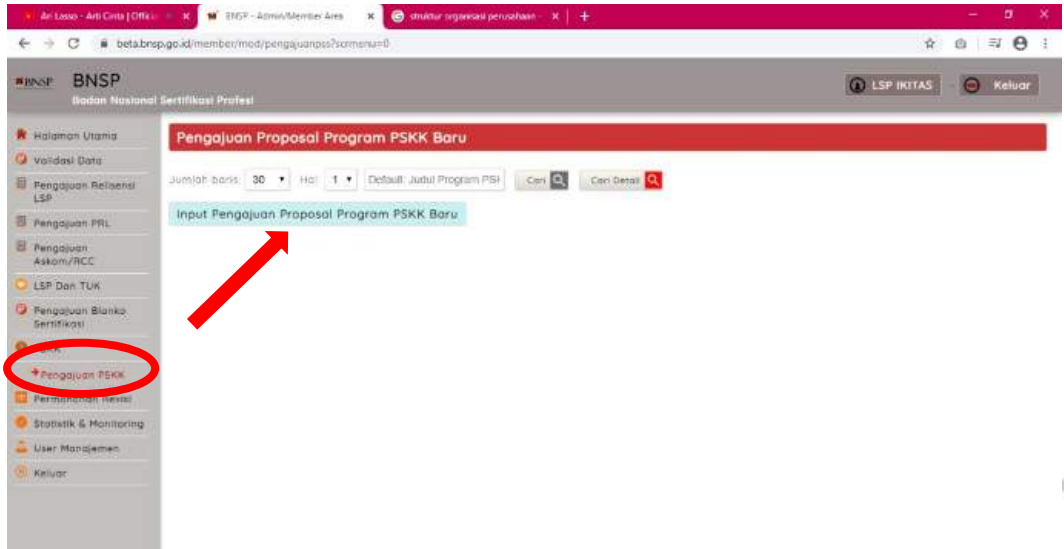 Ari Lasso - Arti Cinta | Offici
BNSP - Admin/Member Area
struktur organisasi perusahaan -
beta.bnsp.go.id/member/mod/pengajuanpss?scrmenu=0
BNSP
BNSP
Badan Nasional Sertifikasi Profesi
LSP IKITAS
Keluar
Halaman Utama
Validasi Data
Pengajuan Relisensi
LSP
Pengajuan PRL
Pengajuan
Askom/RCC
LSP Dan TUK
Pengajuan Blanko
Sertifikasi
Pengajuan PSKK
Permohonan Revisi
Statistik & Monitoring
User Manajemen
Keluar
Pengajuan Proposal Program PSKK Baru
Jumlah baris: 30 Hal: 1 Default: Judul Program PSK Cari Cari Detail
Input Pengajuan Proposal Program PSKK Baru